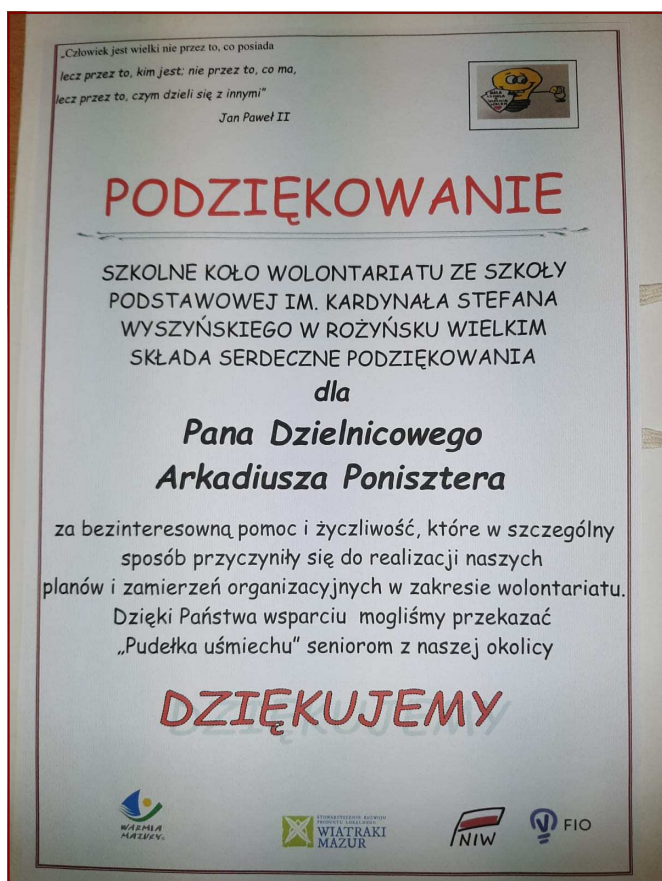 „Człowiek jest wielki nie przez to, co posiada
lecz przez to, kim jest; nie przez to, co ma,
lecz przez to, czym dzieli się z innymi"
Jan Paweł II
PODZIĘKOWANIE
SZKOLNE KOŁO WOLONTARIATU ZE SZKOŁY
PODSTAWOWEJ IM. KARDYNAŁA STEFANA
WYSZYŃSKIEGO W ROŻYŃSKU WIELKIM
SKŁADA SERDECZNE PODZIĘKOWANIA
dla
Pana Dzielnicowego
Arkadiusza Ponisztera
za bezinteresowną pomoc i życzliwość, które w szczególny
sposób przyczyniły się do realizacji naszych
planów i zamierzeń organizacyjnych w zakresie wolontariatu.
Dzięki Państwa wsparciu mogliśmy przekazać
„Pudełka uśmiechu" seniorom z naszej okolicy
DZIĘKUJEMY
WARMIA
MAZURY
STOWARZYSZENIE ROZWOJU
PRODUKTU LOKALNEGO
WIATRAKI
MAZUR
NIW
FIO